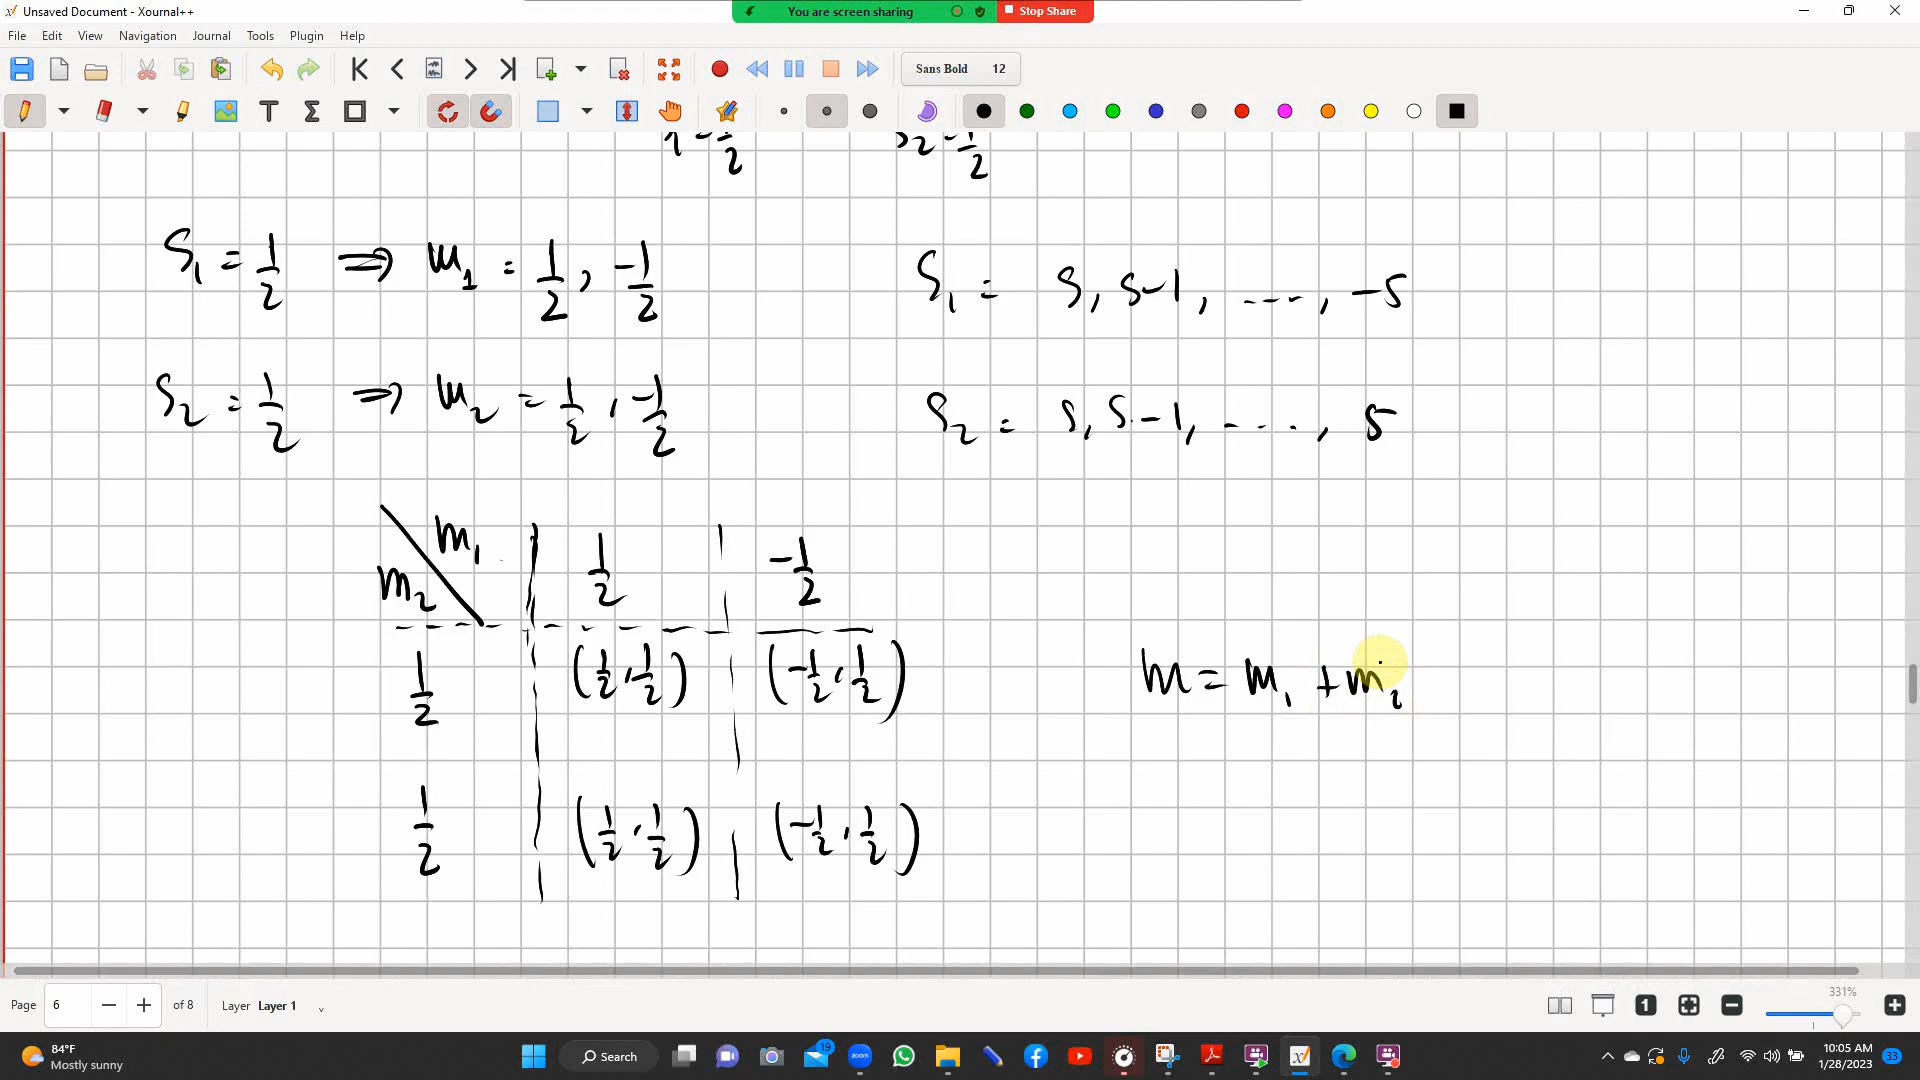 Unsaved Document - Xournal++
You are screen sharing
Stop Share
File Edit View Navigation Journal Tools Plugin Help
Sans Bold 12
S₁ = 1/2 ⇒ m₁ = 1/2, -1/2
S₁ = s, s-1, ...., -s
S₂ = 1/2 ⇒ m₂ = 1/2, -1/2
S₂ = s, s-1, ...., s
m₁ 1/2 -1/2
m₂
1/2 (1/2, 1/2) (-1/2, 1/2)
m = m₁ + m₂
1/2 (1/2, 1/2) (-1/2, 1/2)
331%
Page 6 of 8 Layer Layer 1
1
84°F
Mostly sunny
Search
19
zoom
10:05 AM
1/28/2023
33